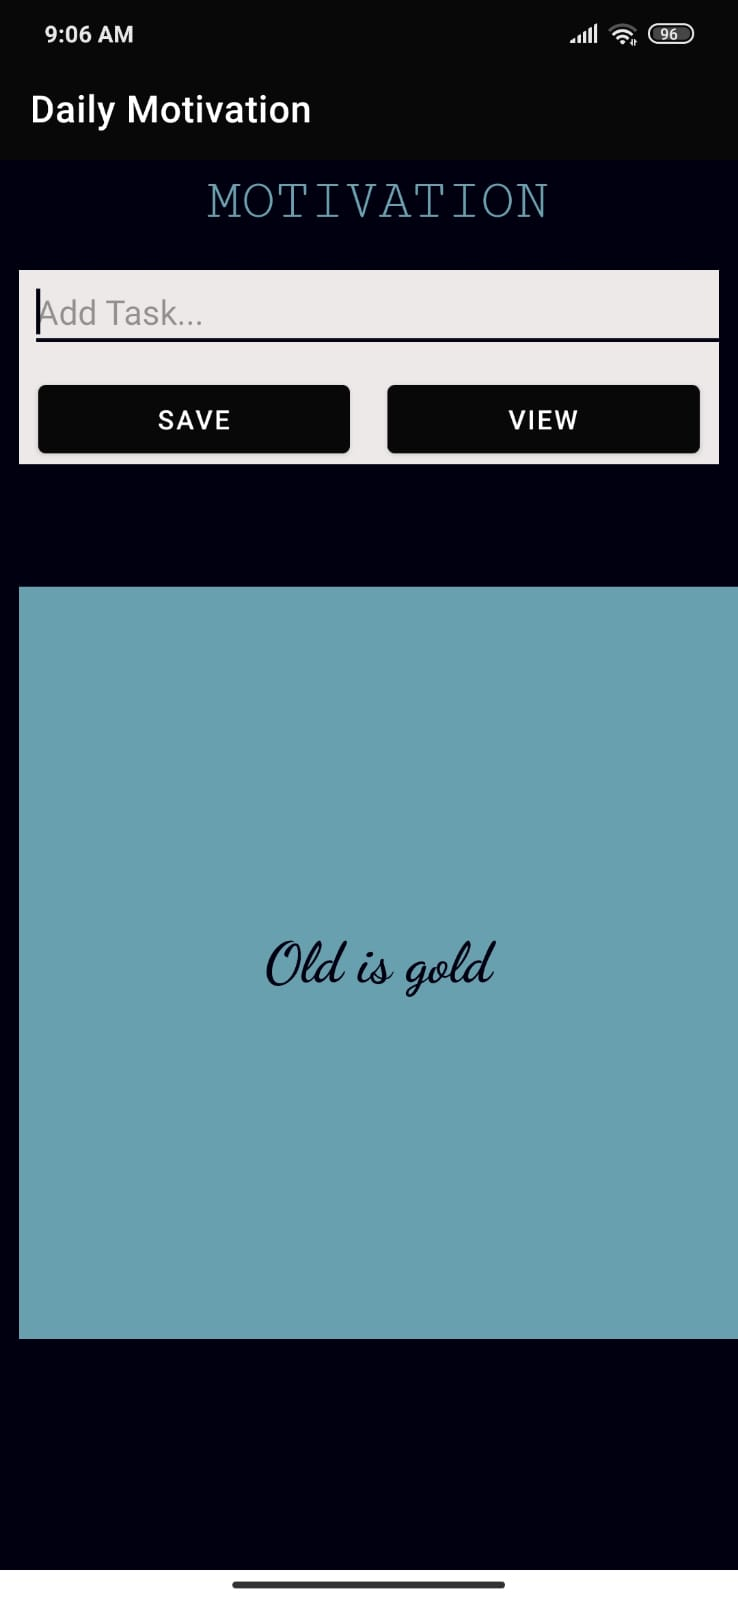 9:06 AM
96
Daily Motivation
MOTIVATION
Add Task...
SAVE
VIEW
Old is gold